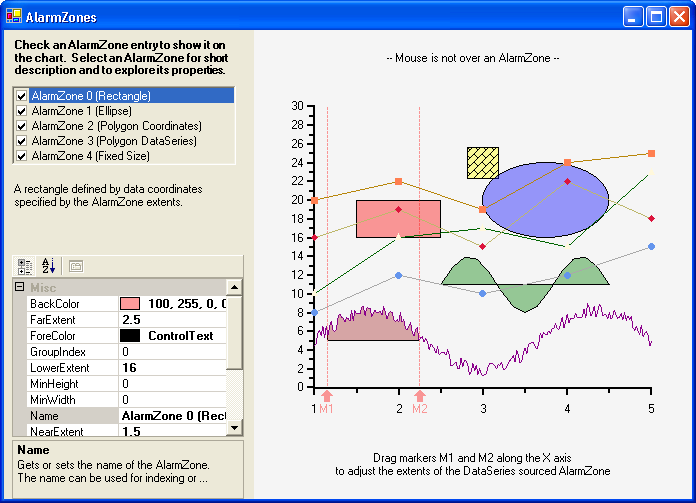 AlarmZones
Check an AlarmZone entry to show it on
the chart.  Select an AlarmZone for short
description and to explore its properties.
AlarmZone 0 (Rectangle)
AlarmZone 1 (Ellipse)
AlarmZone 2 (Polygon Coordinates)
AlarmZone 3 (Polygon DataSeries)
AlarmZone 4 (Fixed Size)
A rectangle defined by data coordinates
specified by the AlarmZone extents.
Misc
BackColor 100, 255, 0, 0
FarExtent 2.5
ForeColor ControlText
GroupIndex 0
LowerExtent 16
MinHeight 0
MinWidth 0
Name AlarmZone 0 (Rect
NearExtent 1.5
Name
Gets or sets the name of the AlarmZone.
The name can be used for indexing or ...
-- Mouse is not over an AlarmZone --
30
28
26
24
22
20
18
16
14
12
10
8
6
4
2
0
1 M1 2 M2 3 4 5
Drag markers M1 and M2 along the X axis
to adjust the extents of the DataSeries sourced AlarmZone